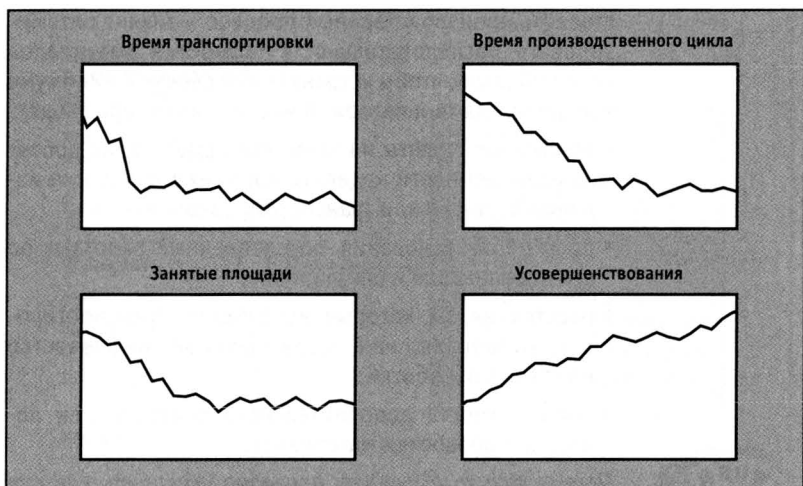 Время транспортировки
Время производственного цикла
Занятые площади
Усовершенствования